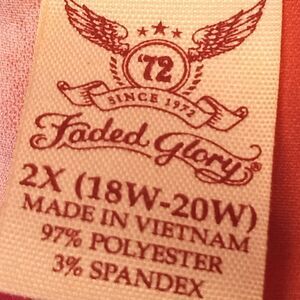 '72
SINCE 1972
Faded Glory®
2X (18W-20W)
MADE IN VIETNAM
97% POLYESTER
3% SPANDEX